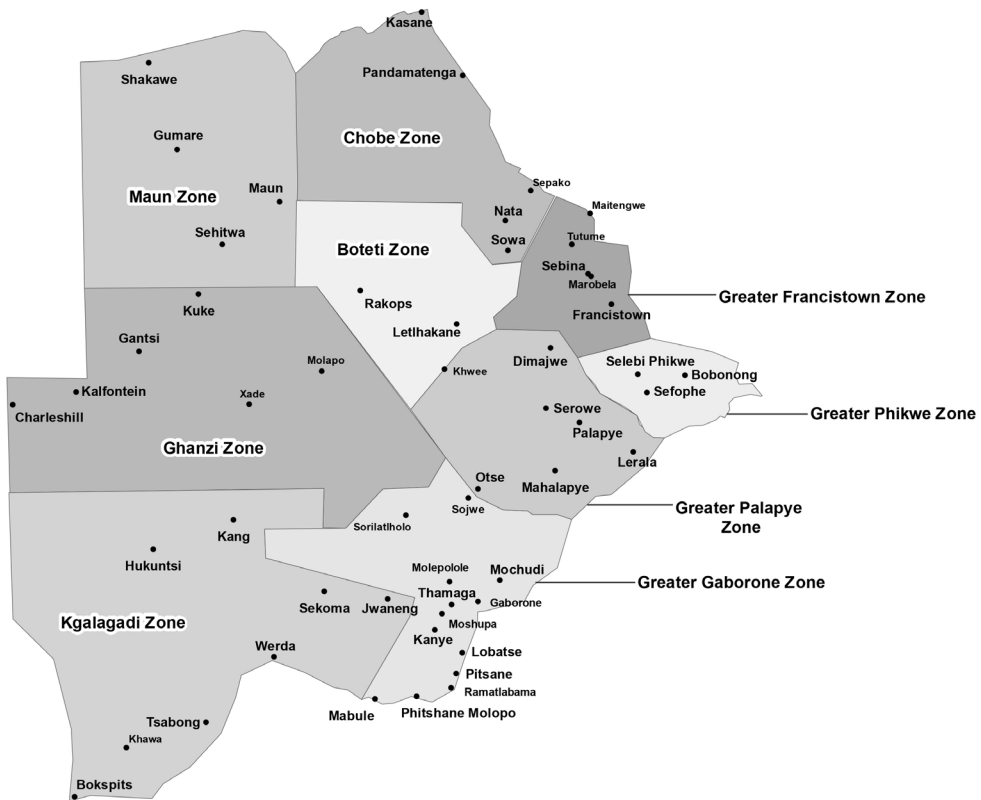 Kasane
Pandamatenga
Shakawe
Chobe Zone
Gumare
Sepako
Maun
Maun Zone
Maitengwe
Nata
Sehitwa
Tutume
Sowa
Boteti Zone
Sebina
Marobela
Greater Francistown Zone
Rakops
Kuke
Francistown
Letlhakane
Gantsi
Dimajwe
Molapo
Selebi Phikwe
Khwee
Bobonong
Kalfontein
Sefophe
Xade
Charleshill
Serowe
Greater Phikwe Zone
Palapye
Ghanzi Zone
Lerala
Otse
Mahalapye
Sojwe
Greater Palapye
Zone
Sorilatlholo
Kang
Hukuntsi
Molepolole
Mochudi
Greater Gaborone Zone
Thamaga
Gaborone
Sekoma
Jwaneng
Kgalagadi Zone
Moshupa
Kanye
Werda
Lobatse
Pitsane
Ramatlabama
Mabule
Phitshane Molopo
Tsabong
Khawa
Bokspits